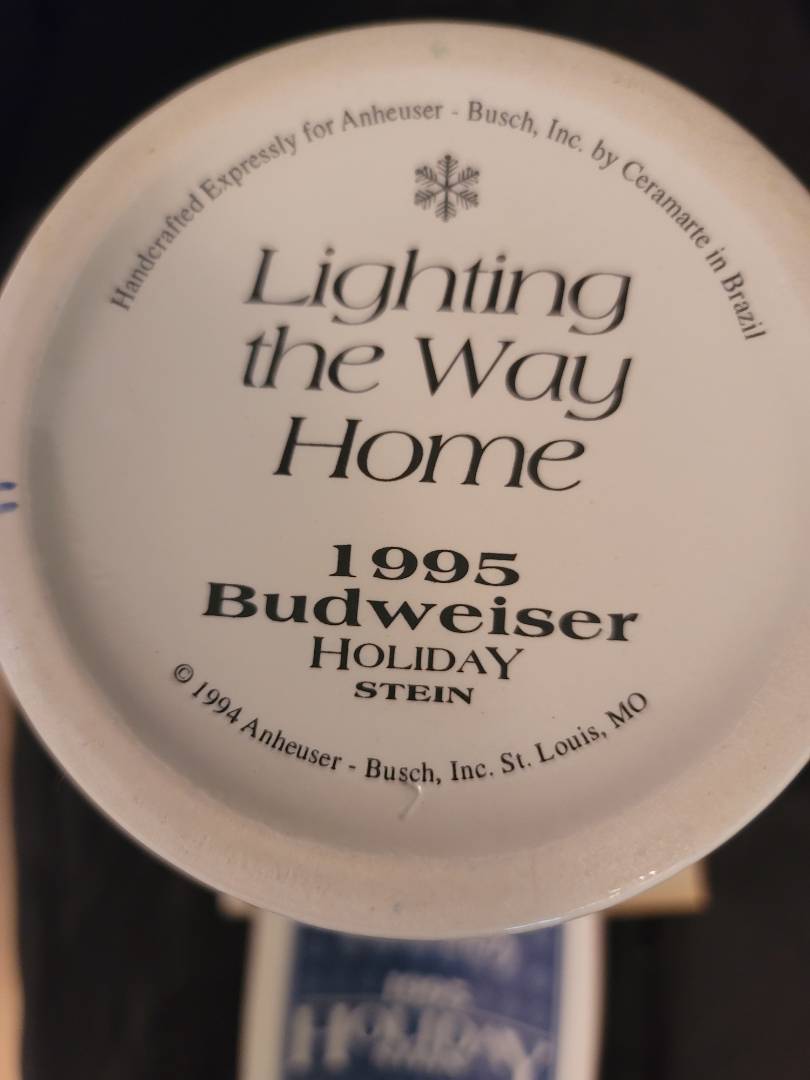 Handcrafted Expressly for Anheuser - Busch, Inc. by Ceramarte in Brazil
Lighting
the Way
Home
1995
Budweiser
HOLIDAY
STEIN
© 1994 Anheuser - Busch, Inc. St. Louis, MO
1995
HOLIDAY